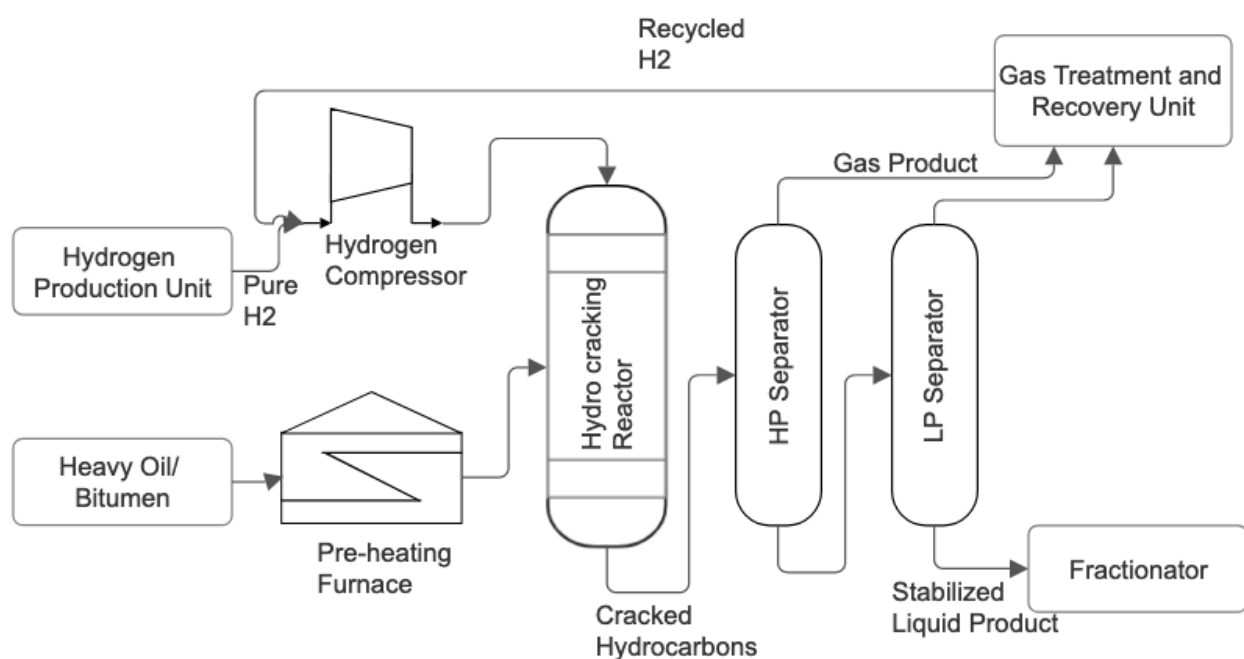 Recycled
H2
Gas Treatment and
Recovery Unit
Gas Product
Hydrogen
Production Unit
Pure
H2
Hydrogen
Compressor
Hydro cracking
Reactor
HP Separator
LP Separator
Heavy Oil/
Bitumen
Pre-heating
Furnace
Cracked
Hydrocarbons
Stabilized
Liquid Product
Fractionator